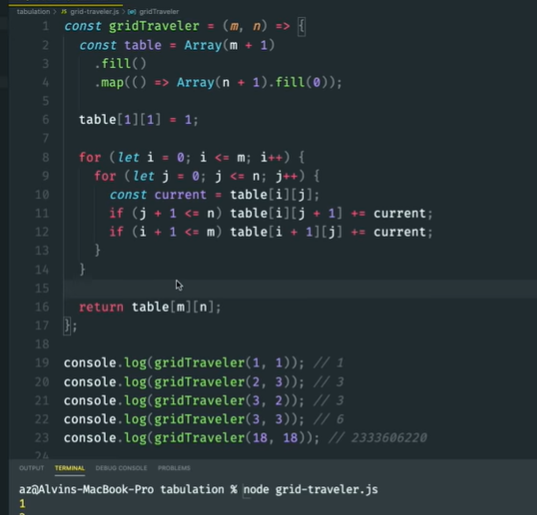 tabulation > JS grid-traveler.js > gridTraveler
1 const gridTraveler = (m, n) => {
2   const table = Array(m + 1)
3     .fill()
4     .map(() => Array(n + 1).fill(0));
5
6   table[1][1] = 1;
7
8   for (let i = 0; i <= m; i++) {
9     for (let j = 0; j <= n; j++) {
10       const current = table[i][j];
11       if (j + 1 <= n) table[i][j + 1] += current;
12       if (i + 1 <= m) table[i + 1][j] += current;
13     }
14   }
15
16   return table[m][n];
17 };
18
19 console.log(gridTraveler(1, 1)); // 1
20 console.log(gridTraveler(2, 3)); // 3
21 console.log(gridTraveler(3, 2)); // 3
22 console.log(gridTraveler(3, 3)); // 6
23 console.log(gridTraveler(18, 18)); // 2333606220
24
OUTPUT TERMINAL DEBUG CONSOLE PROBLEMS
az@Alvins-MacBook-Pro tabulation % node grid-traveler.js
1